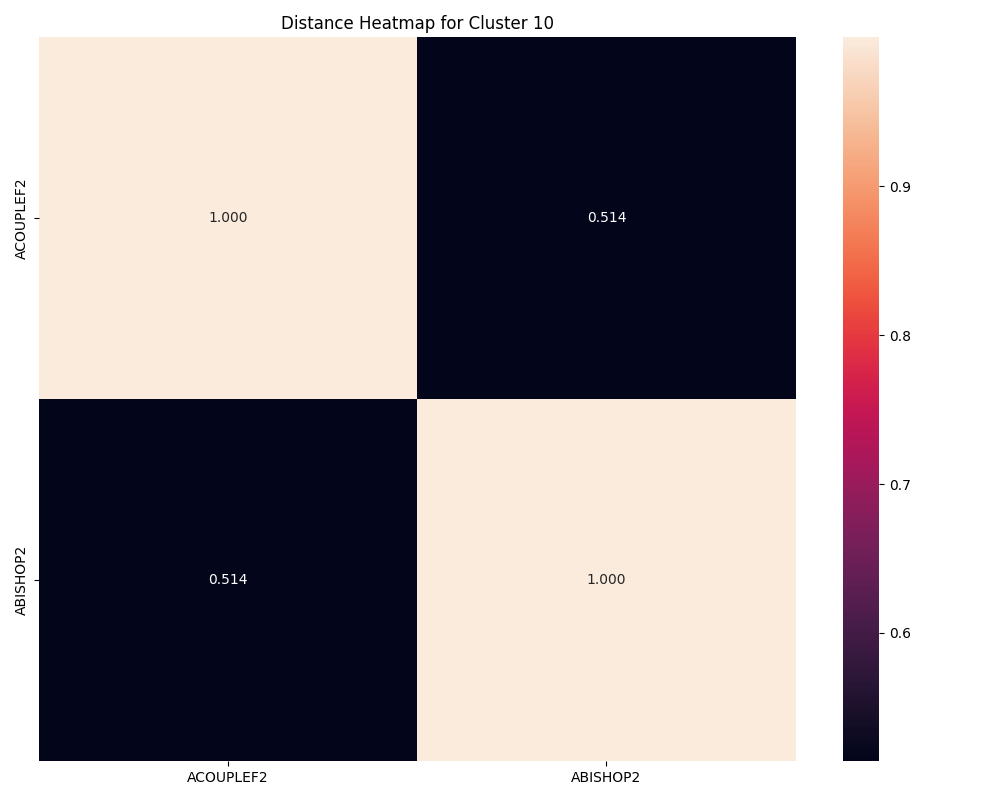 Distance Heatmap for Cluster 10
ACOUPLEF2
1.000
0.514
ABISHOP2
0.514
1.000
ACOUPLEF2
ABISHOP2
0.9
0.8
0.7
0.6